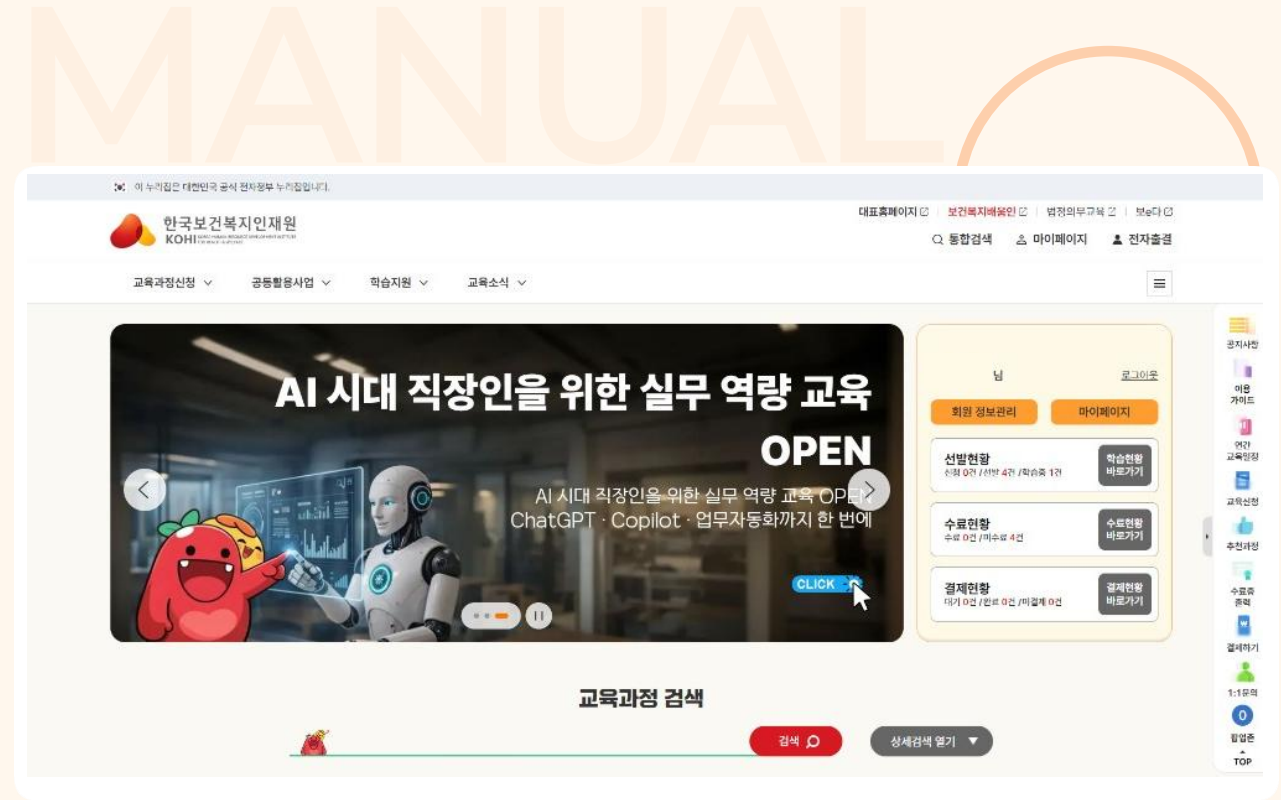 MANUAL
이 누리집은 대한민국 공식 전자정부 누리집입니다.
대표홈페이지 보건복지배움인 법정의무교육 보e다
한국보건복지인재원
KOHI
통합검색 마이페이지 전자출결
교육과정신청 공동활용사업 학습지원 교육소식
AI 시대 직장인을 위한 실무 역량 교육
OPEN
AI 시대 직장인을 위한 실무 역량 교육 OPEN
ChatGPT · Copilot · 업무자동화까지 한 번에
CLICK
님 로그아웃
회원 정보관리 마이페이지
선발현황
신청 0건 /선발 4건 /학습중 1건
학습현황
바로가기
수료현황
수료 0건 /미수료 4건
수료현황
바로가기
결제현황
대기 0건 /완료 0건 /미결제 0건
결제현황
바로가기
교육과정 검색
검색 상세검색 열기 ▼
공지사항
이용
가이드
연간
교육일정
교육신청
추천과정
수료증
출력
결제하기
1:1문의
0
팝업존
TOP